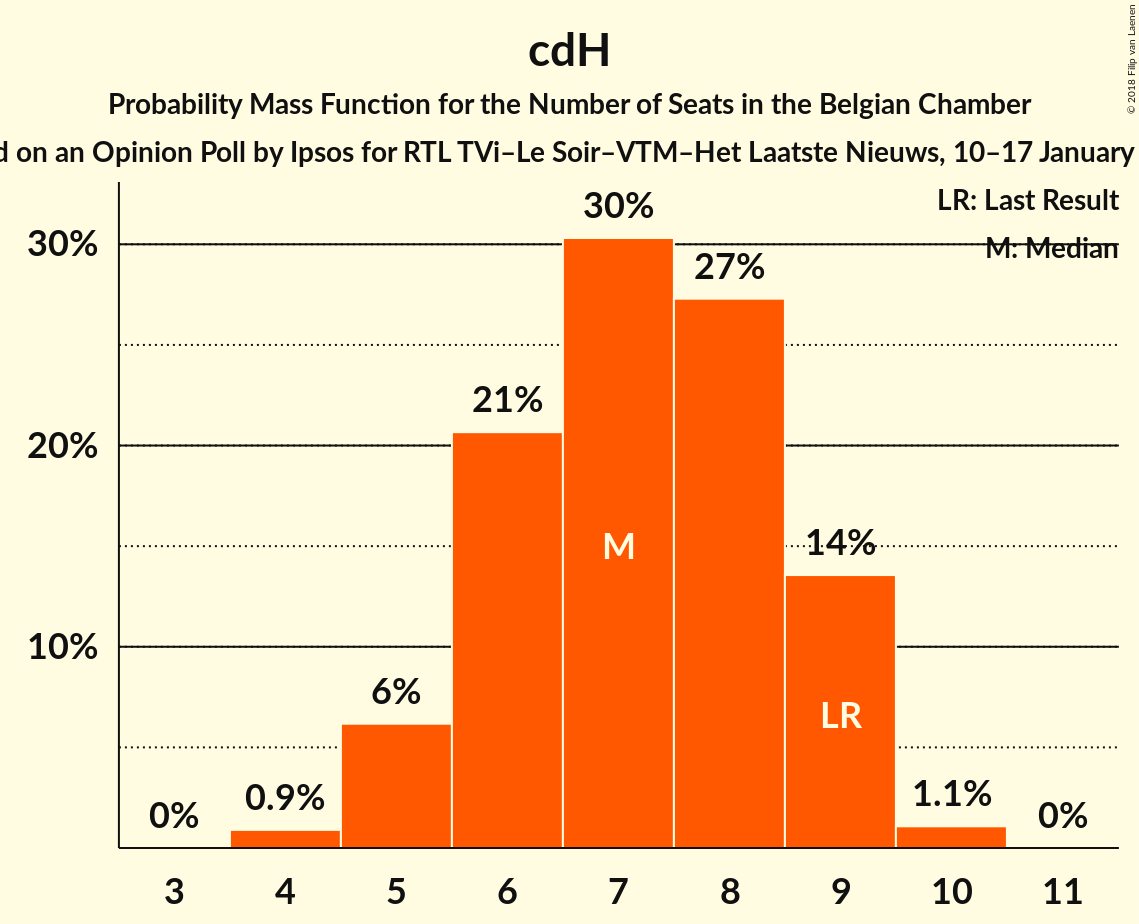 cdH
Probability Mass Function for the Number of Seats in the Belgian Chamber
on an Opinion Poll by Ipsos for RTL TVi–Le Soir–VTM–Het Laatste Nieuws, 10–17 January
© 2018 Filip van Laenen
LR: Last Result
M: Median
30%
20%
10%
0%
0.9%
6%
21%
30%
27%
14%
1.1%
0%
M
LR
3 4 5 6 7 8 9 10 11